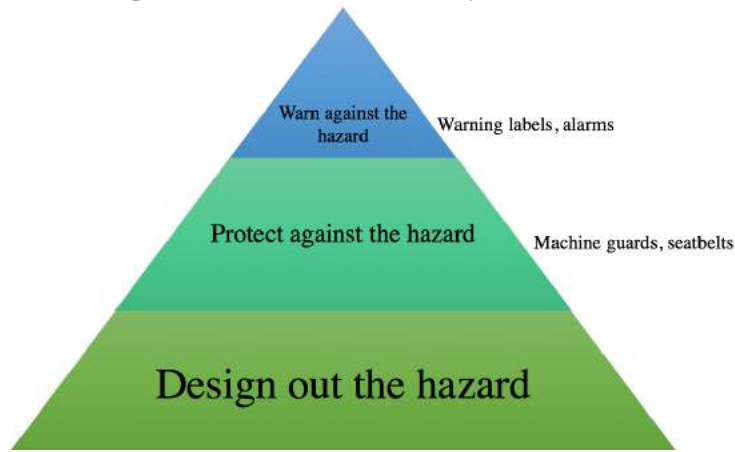 Warn against the
hazard
Warning labels, alarms
Protect against the hazard
Machine guards, seatbelts
Design out the hazard